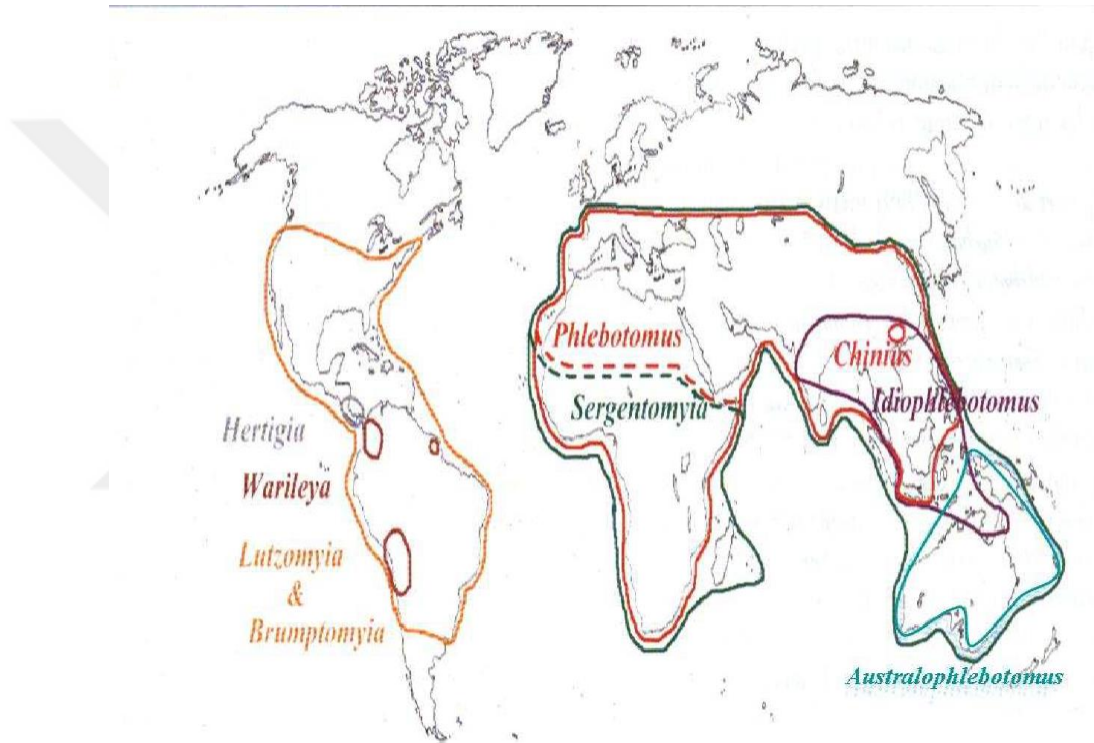 Phlebotomus
Sergentomyia
Chinius
Idiophlebotomus
Hertigia
Warileya
Lutzomyia
&
Brumptomyia
Australophlebotomus